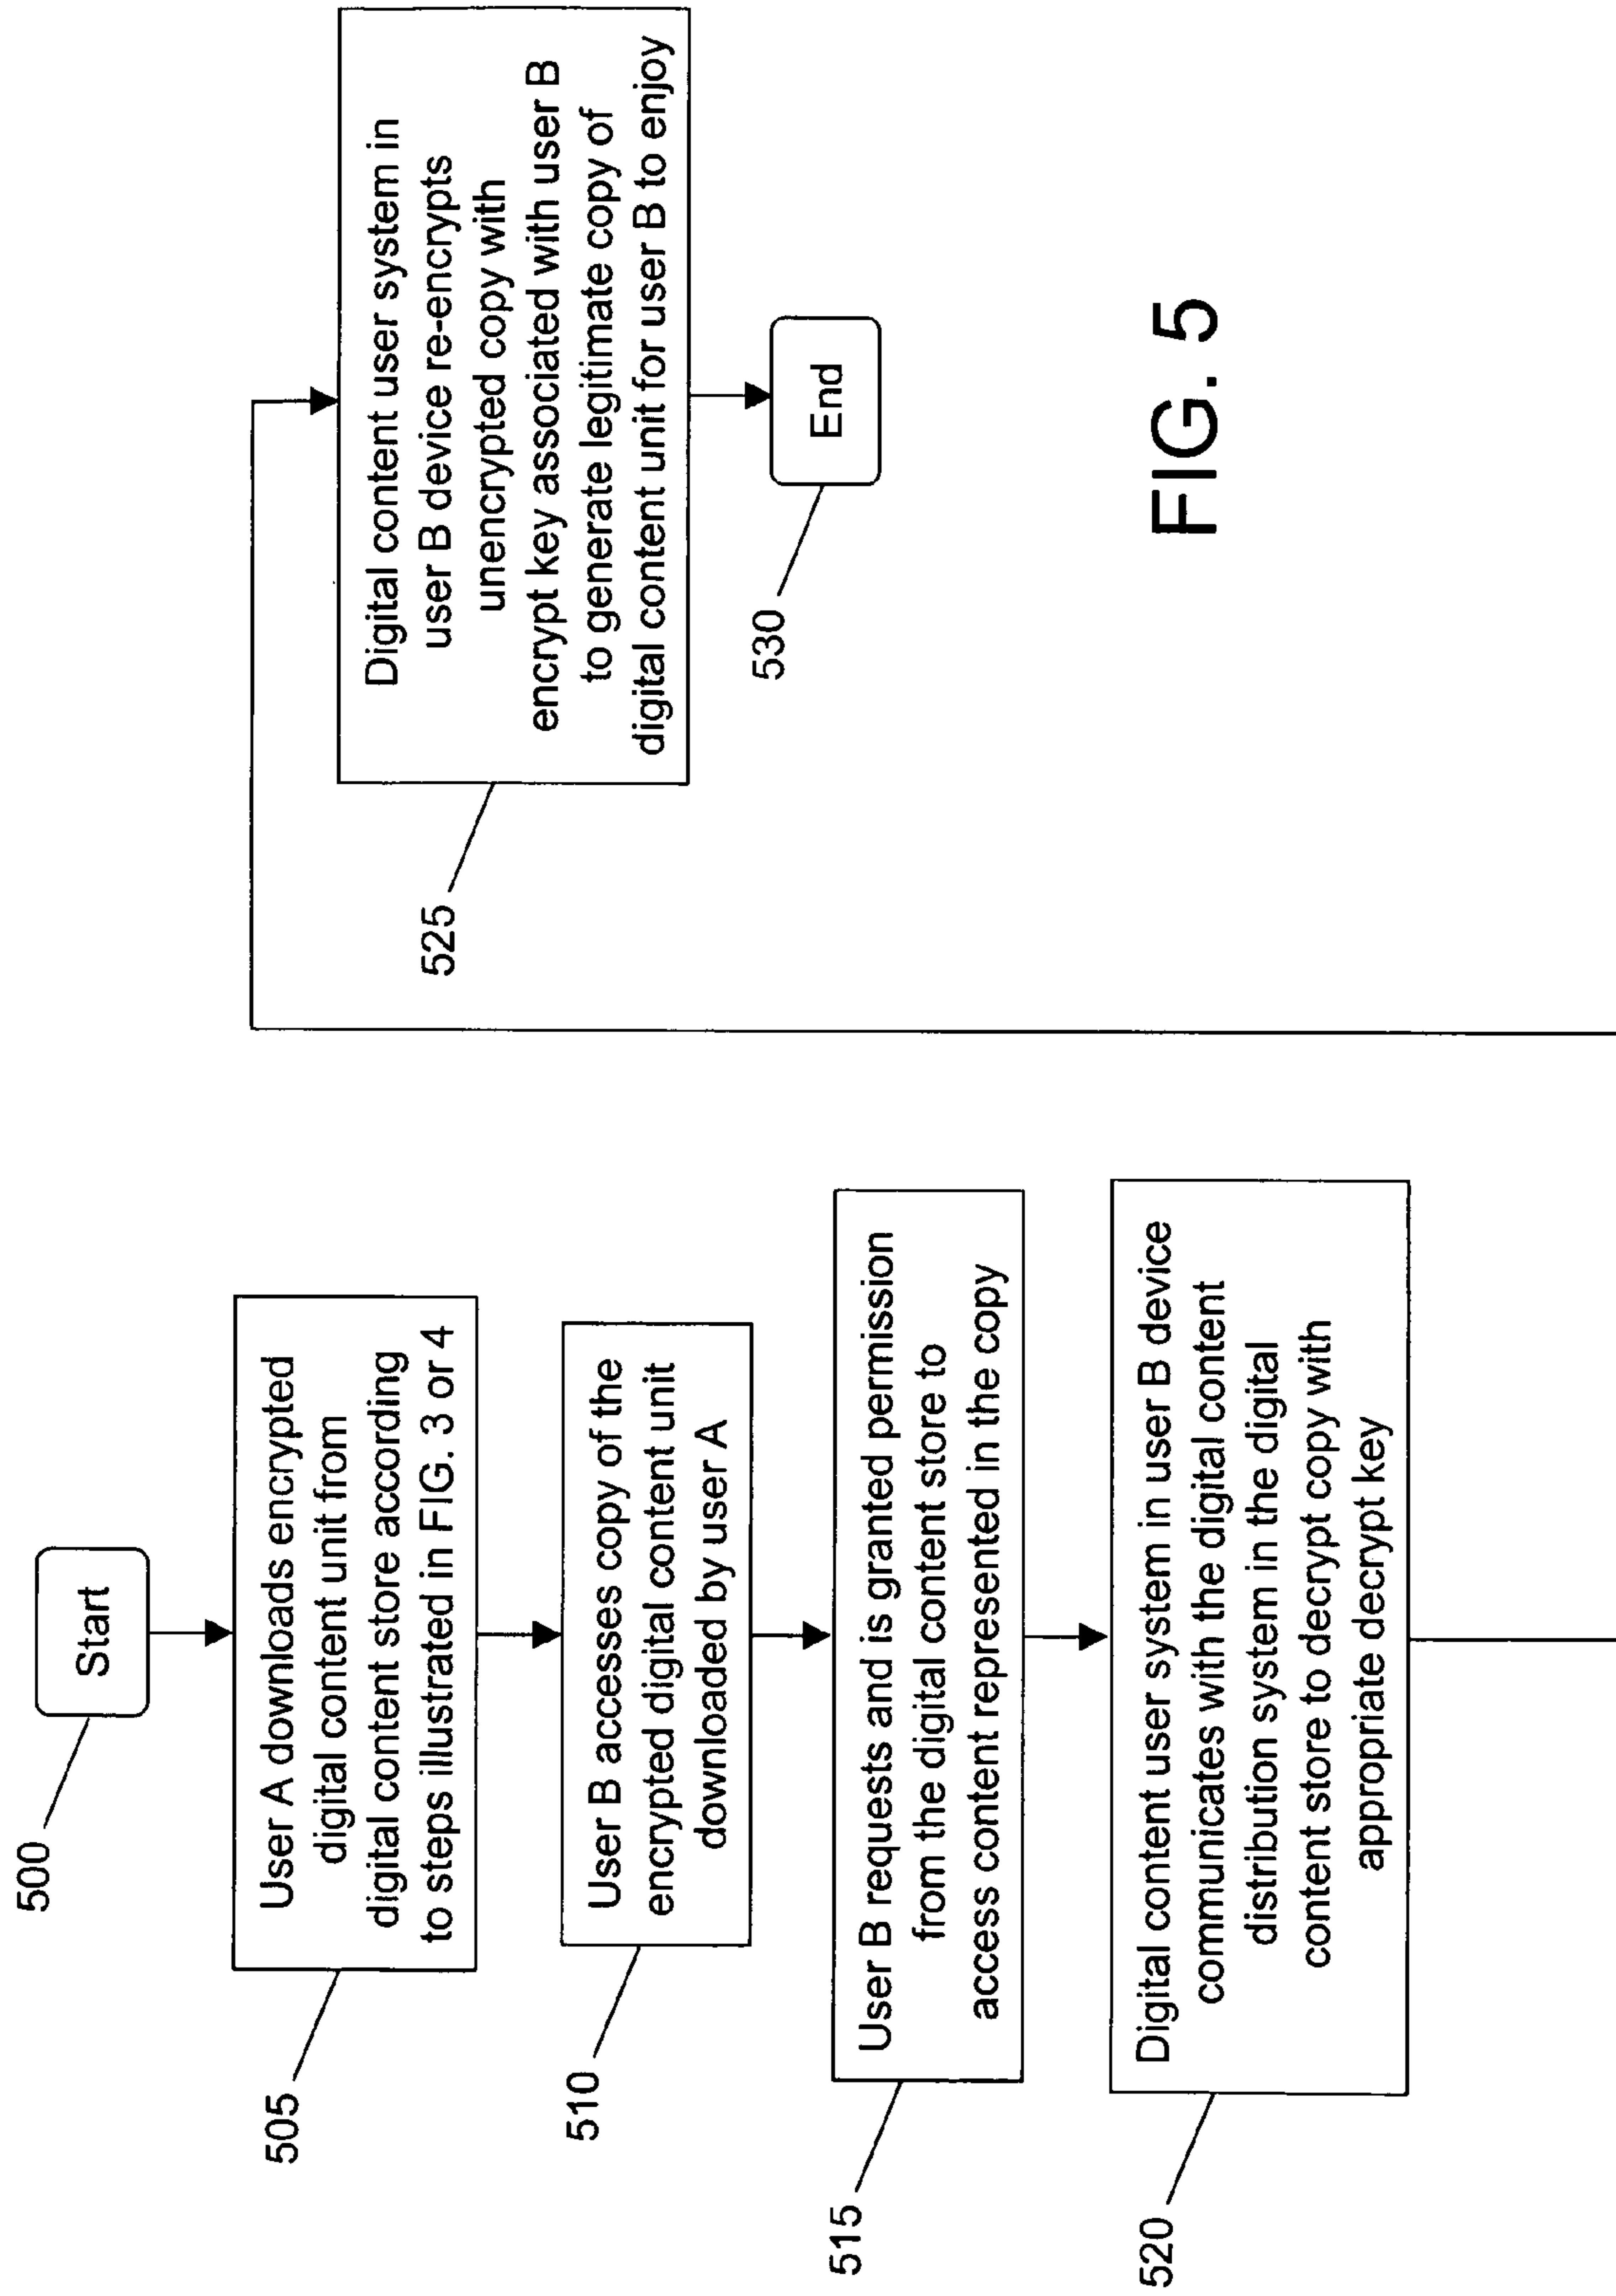 500
Start
505
User A downloads encrypted
digital content unit from
digital content store according
to steps illustrated in FIG. 3 or 4
510
User B accesses copy of the
encrypted digital content unit
downloaded by user A
515
User B requests and is granted permission
from the digital content store to
access content represented in the copy
520
Digital content user system in user B device
communicates with the digital content
distribution system in the digital
content store to decrypt copy with
appropriate decrypt key
525
Digital content user system in
user B device re-encrypts
unencrypted copy with
encrypt key associated with user B
to generate legitimate copy of
digital content unit for user B to enjoy
530
End
FIG. 5